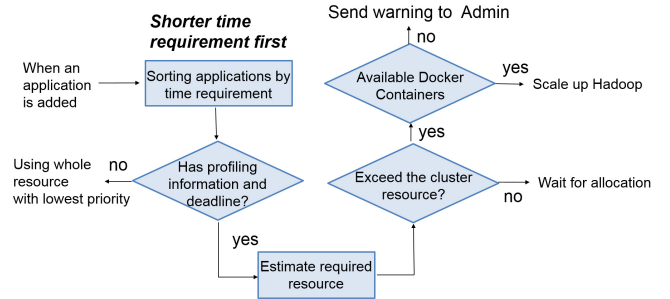 Shorter time
requirement first
When an
application
is added
Sorting applications by
time requirement
Has profiling
information and
deadline?
no
Using whole
resource
with lowest priority
yes
Estimate required
resource
Exceed the cluster
resource?
no
Wait for allocation
yes
Available Docker
Containers
yes
Scale up Hadoop
no
Send warning to Admin